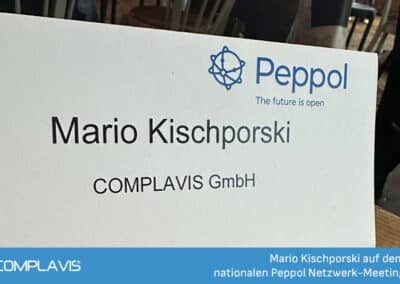 Peppol
The future is open
Mario Kischporski
COMPLAVIS GmbH
COMPLAVIS
Mario Kischporski auf dem
nationalen Peppol Netzwerk-Meeting